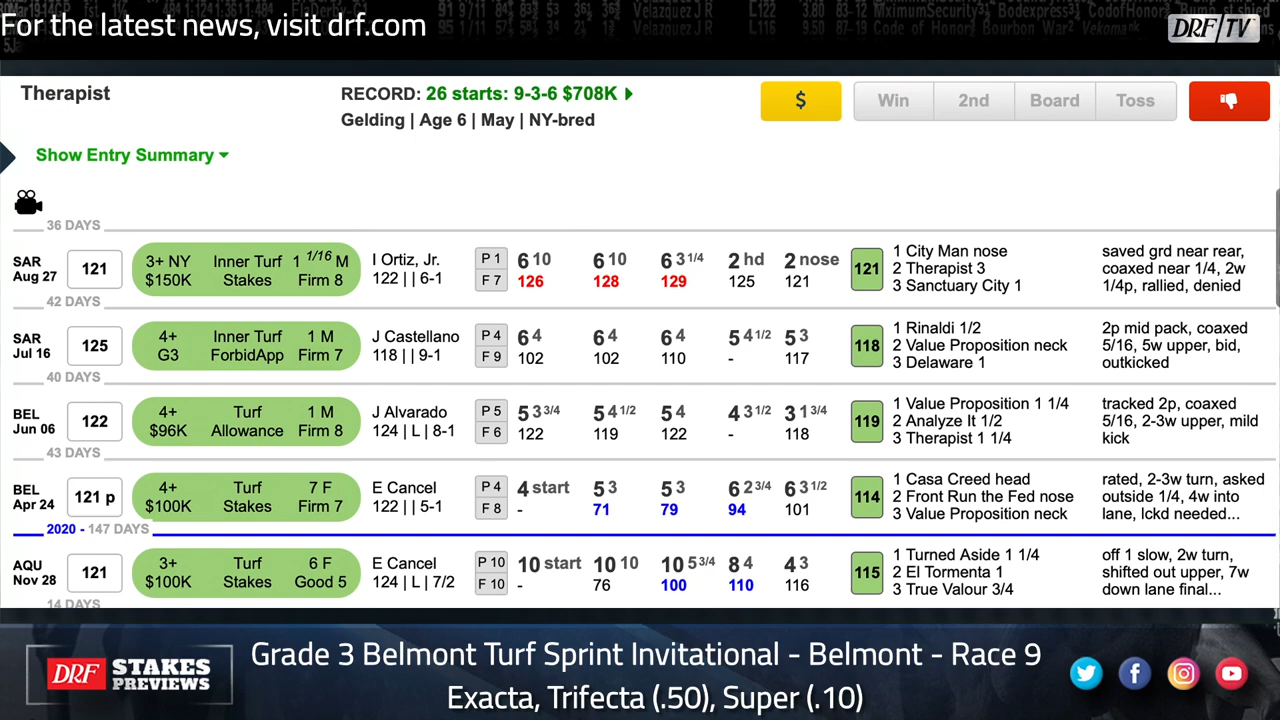 For the latest news, visit drf.com
DRF/TV
Therapist
RECORD: 26 starts: 9-3-6 $708K
Gelding | Age 6 | May | NY-bred
$
Win 2nd Board Toss
Show Entry Summary
36 DAYS
SAR 121 3+ NY Inner Turf 1 1/16 M I Ortiz, Jr. P 1 6 10 6 10 6 3 1/4 2 hd 2 nose 121 1 City Man nose saved grd near rear,
Aug 27 $150K Stakes Firm 8 122 | | 6-1 F 7 126 128 129 125 121 2 Therapist 3 coaxed near 1/4, 2w
3 Sanctuary City 1 1/4p, rallied, denied
42 DAYS
SAR 125 4+ Inner Turf 1 M J Castellano P 4 6 4 6 4 6 4 5 4 1/2 5 3 118 1 Rinaldi 1/2 2p mid pack, coaxed
Jul 16 G3 ForbidApp Firm 7 118 | | 9-1 F 9 102 102 110 - 117 2 Value Proposition neck 5/16, 5w upper, bid,
3 Delaware 1 outkicked
40 DAYS
BEL 122 4+ Turf 1 M J Alvarado P 5 5 3 3/4 5 4 1/2 5 4 4 3 1/2 3 1 3/4 119 1 Value Proposition 1 1/4 tracked 2p, coaxed
Jun 06 $96K Allowance Firm 8 124 | L | 8-1 F 6 122 119 122 - 118 2 Analyze It 1/2 5/16, 2-3w upper, mild
3 Therapist 1 1/4 kick
43 DAYS
BEL 121 p 4+ Turf 7 F E Cancel P 4 4 start 5 3 5 3 6 2 3/4 6 3 1/2 114 1 Casa Creed head rated, 2-3w turn, asked
Apr 24 $100K Stakes Firm 7 122 | | 5-1 F 8 - 71 79 94 101 2 Front Run the Fed nose outside 1/4, 4w into
3 Value Proposition neck lane, lckd needed...
2020 - 147 DAYS
AQU 121 3+ Turf 6 F E Cancel P 10 10 start 10 10 10 5 3/4 8 4 4 3 115 1 Turned Aside 1 1/4 off 1 slow, 2w turn,
Nov 28 $100K Stakes Good 5 124 | L | 7/2 F 10 - 76 100 110 116 2 El Tormenta 1 shifted out upper, 7w
3 True Valour 3/4 down lane final...
14 DAYS
DRF STAKES PREVIEWS
Grade 3 Belmont Turf Sprint Invitational - Belmont - Race 9
Exacta, Trifecta (.50), Super (.10)